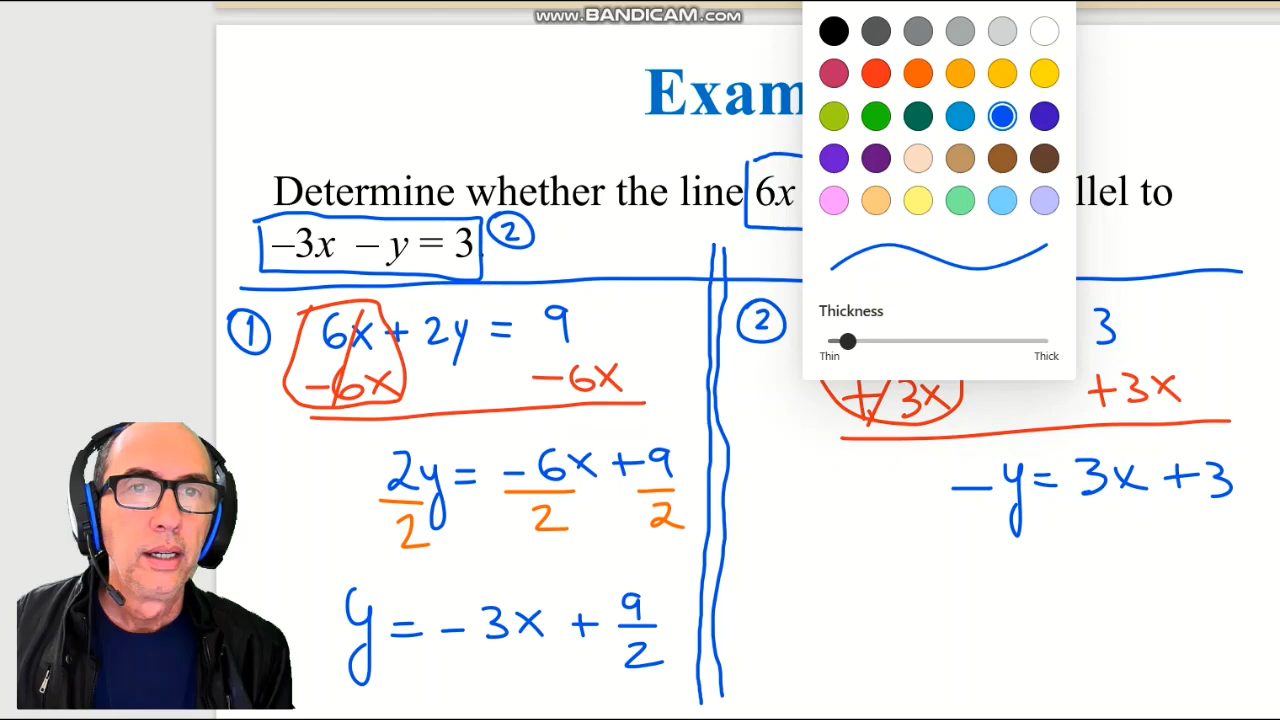 www.BANDICAM.com
Exam
Determine whether the line 6x llel to
–3x – y = 3 ②
① 6x + 2y = 9
-6x -6x
2y = -6x + 9
2 2 2
y = -3x + 9/2
② 3
+3x +3x
-y = 3x + 3
Thickness
Thin Thick